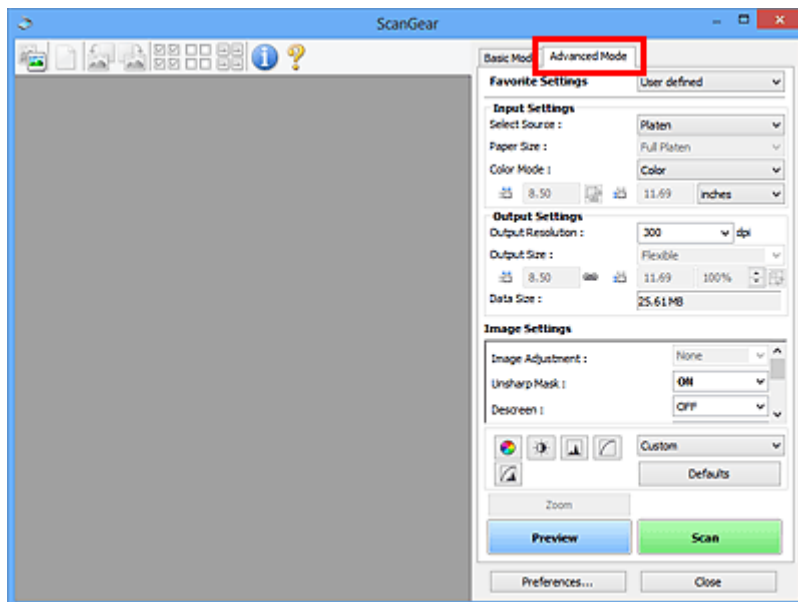 ScanGear
Basic Mode Advanced Mode
Favorite Settings User defined
Input Settings
Select Source : Platen
Paper Size : Full Platen
Color Mode : Color
8.50 11.69 inches
Output Settings
Output Resolution : 300 dpi
Output Size : Flexible
8.50 11.69 100%
Data Size : 25.61 MB
Image Settings
Image Adjustment : None
Unsharp Mask : ON
Descreen : OFF
Custom
Defaults
Zoom
Preview Scan
Preferences... Close